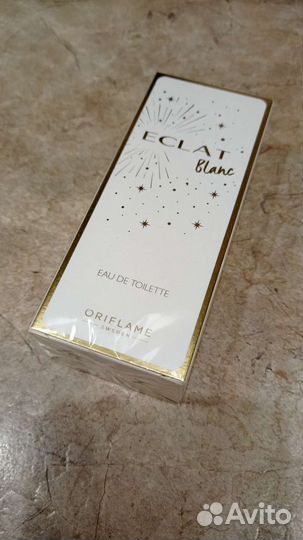 ECLAT
Blanc
EAU DE TOILETTE
ORIFLAME
SWEDEN
Avito